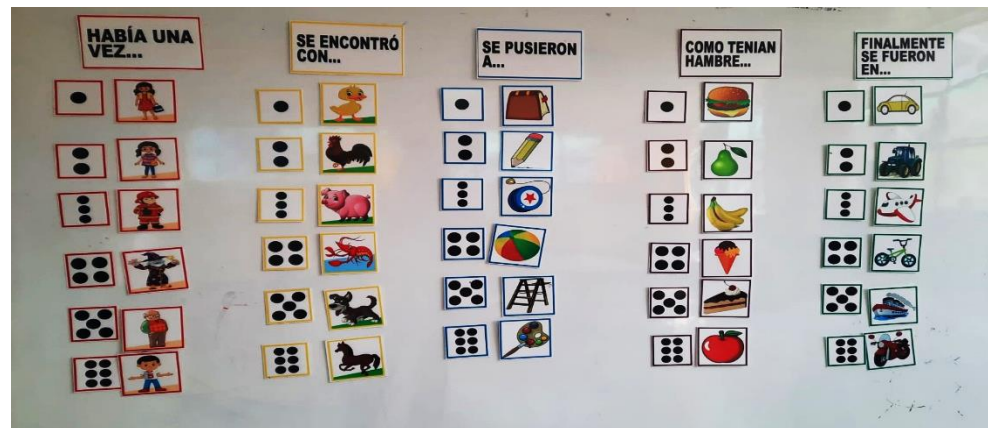 HABÍA UNA
VEZ...
SE ENCONTRÓ
CON...
SE PUSIERON
A...
COMO TENIAN
HAMBRE...
FINALMENTE
SE FUERON
EN...